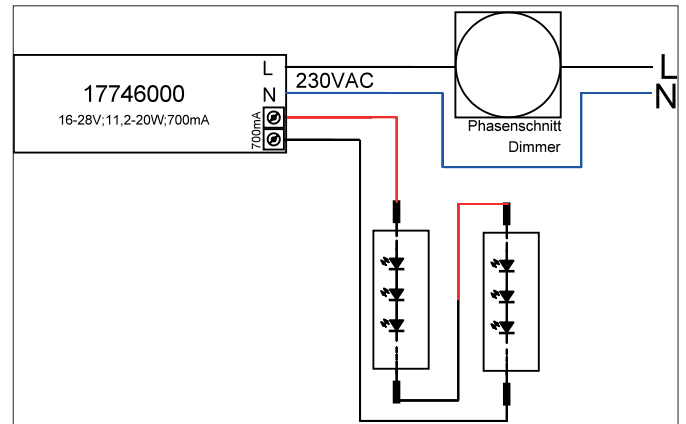 L
230VAC
L
N
N
17746000
16-28V;11,2-20W;700mA
700mA
Phasenschnitt
Dimmer